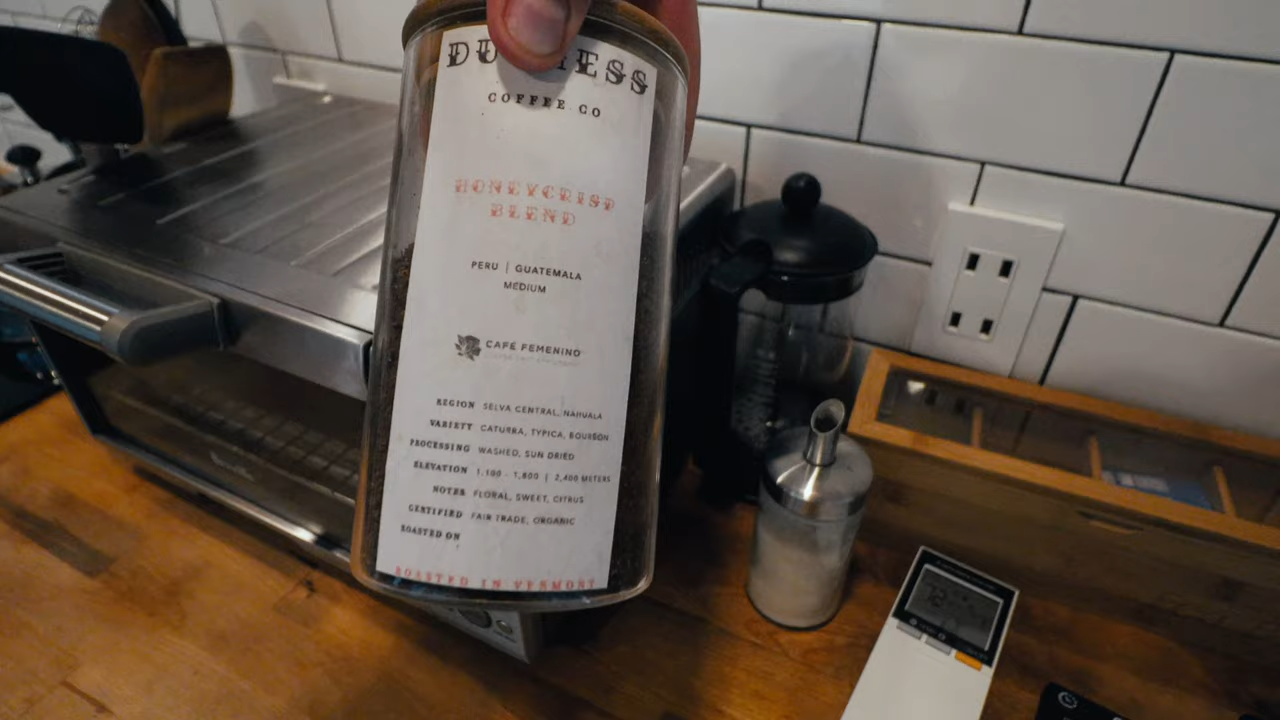 COFFEE CO
HONEYCRISP
BLEND
PERU | GUATEMALA
MEDIUM
CAFÉ FEMENINO
REGION SELVA CENTRAL, NAHUALA
VARIETY CATURRA, TYPICA, BOURBON
PROCESSING WASHED, SUN DRIED
ELEVATION 1,100 - 1,800 | 2,400 METERS
NOTES FLORAL, SWEET, CITRUS
CERTIFIED FAIR TRADE, ORGANIC
ROASTED ON
ROASTED IN VERMONT
72